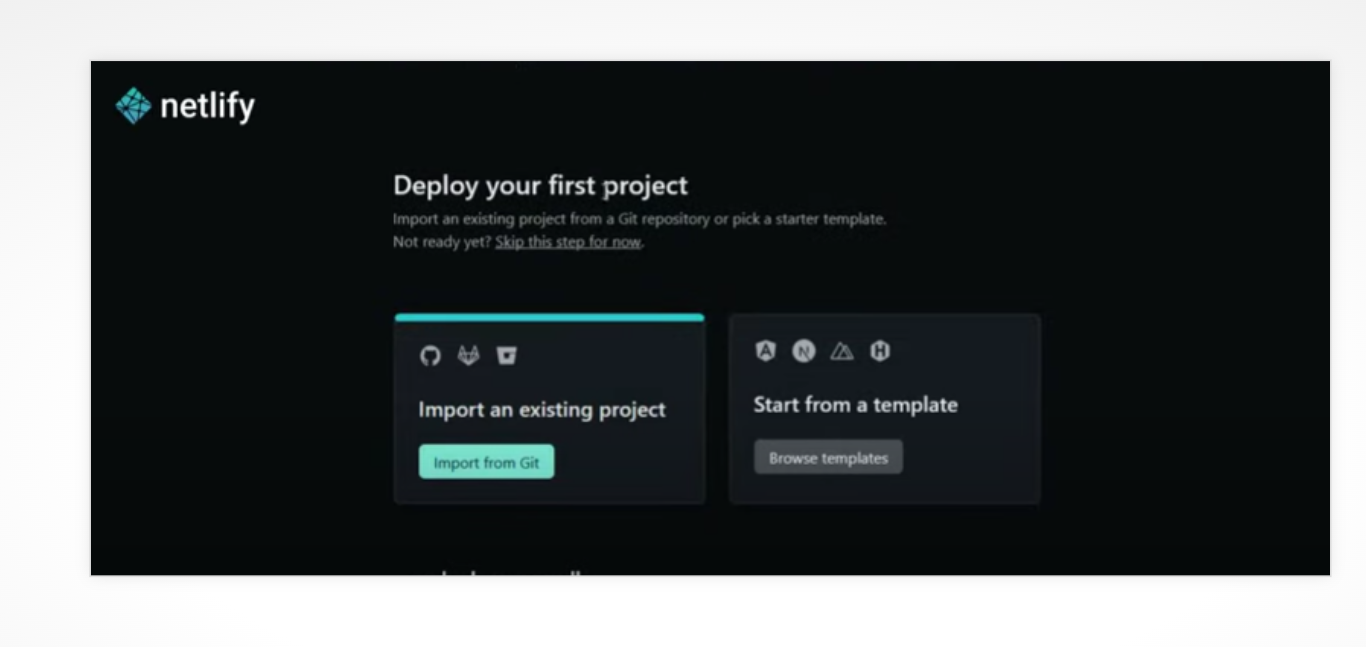 netlify
Deploy your first project
Import an existing project from a Git repository or pick a starter template.
Not ready yet? Skip this step for now.
Import an existing project
Import from Git
Start from a template
Browse templates